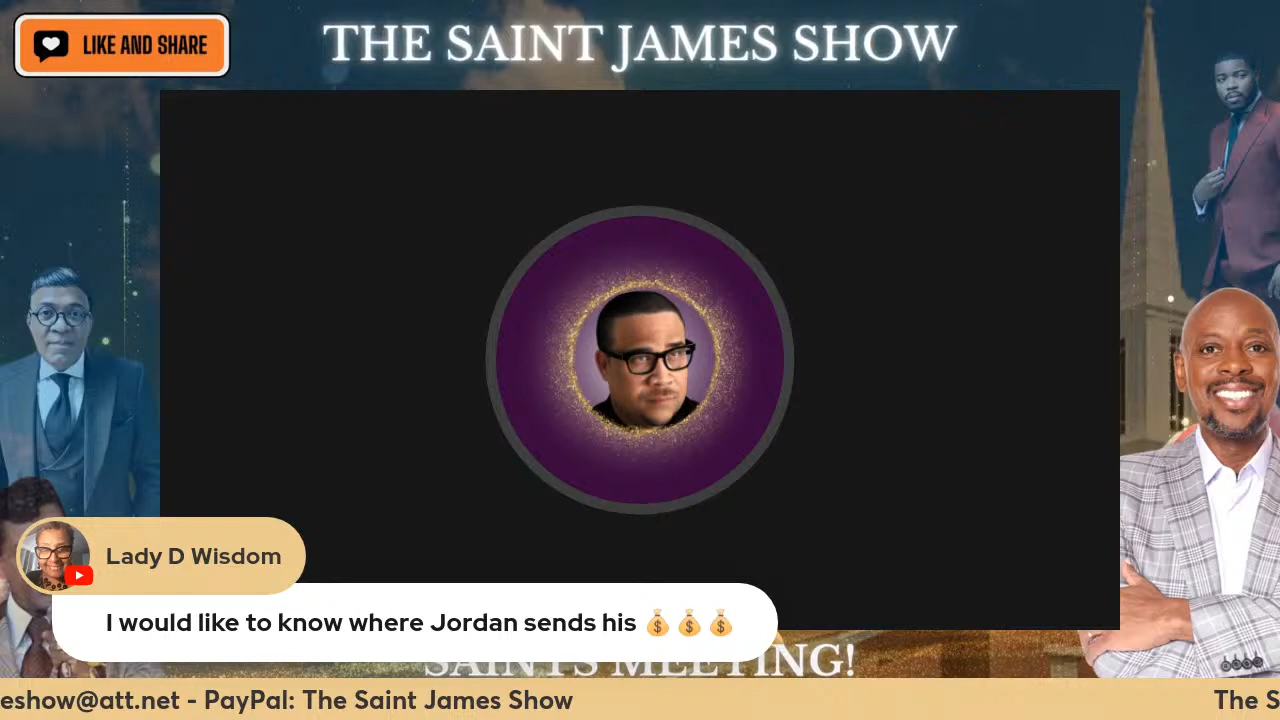 LIKE AND SHARE
THE SAINT JAMES SHOW
Lady D Wisdom
I would like to know where Jordan sends his 💰💰💰
SAINTS MEETING!
eshow@att.net - PayPal: The Saint James Show
The S